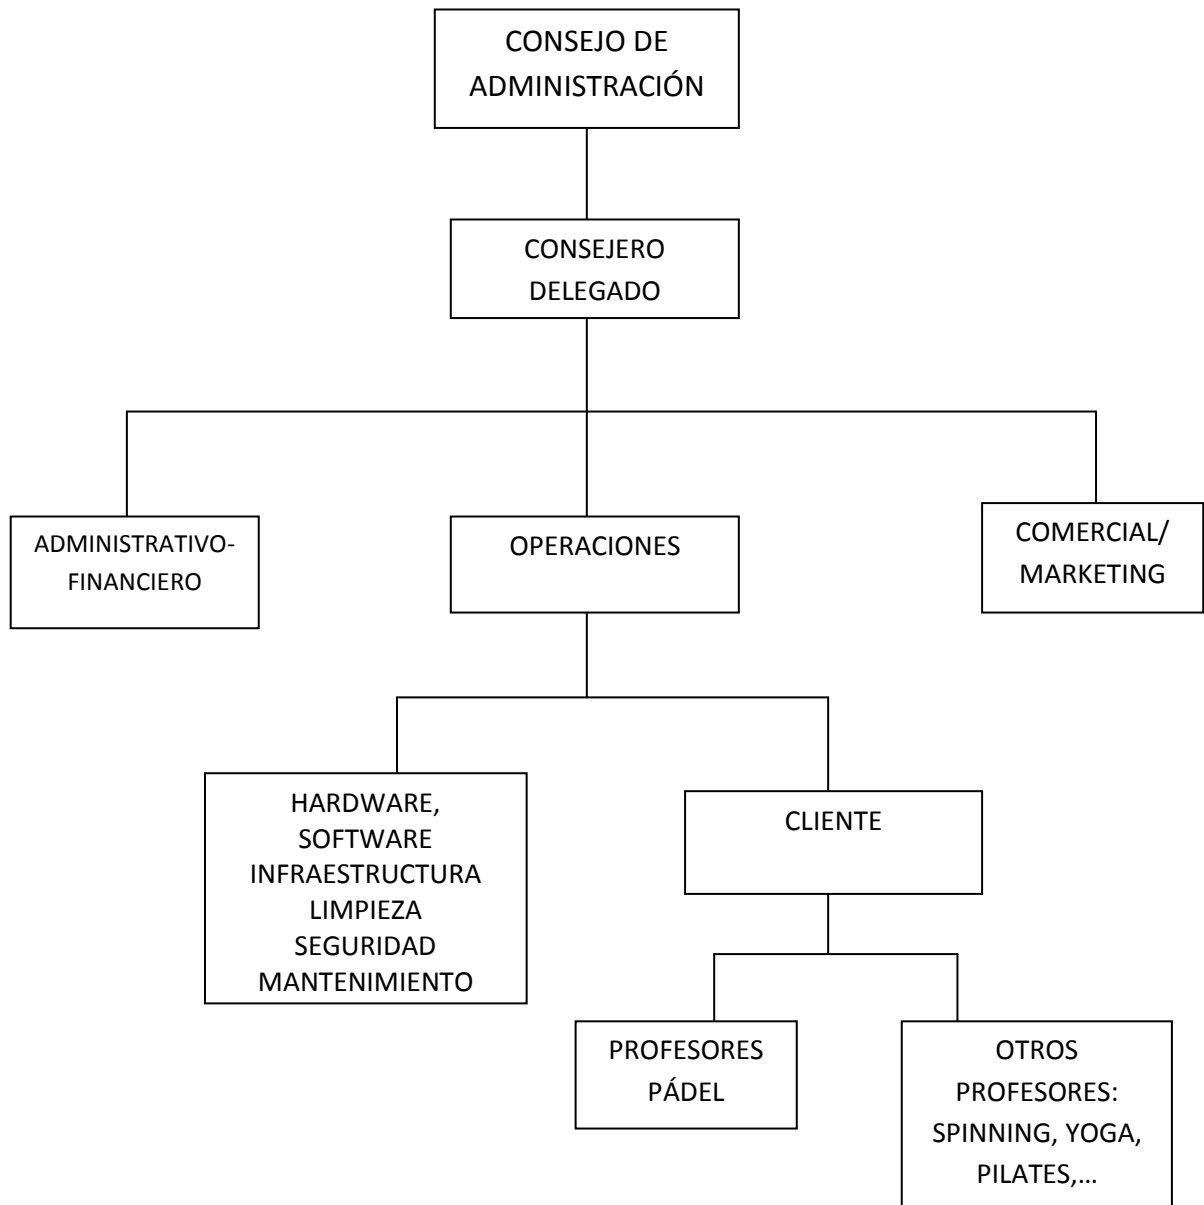 CONSEJO DE
ADMINISTRACIÓN
CONSEJERO
DELEGADO
ADMINISTRATIVO-
FINANCIERO
OPERACIONES
COMERCIAL/
MARKETING
HARDWARE,
SOFTWARE
INFRAESTRUCTURA
LIMPIEZA
SEGURIDAD
MANTENIMIENTO
CLIENTE
PROFESORES
PÁDEL
OTROS
PROFESORES:
SPINNING, YOGA,
PILATES,...